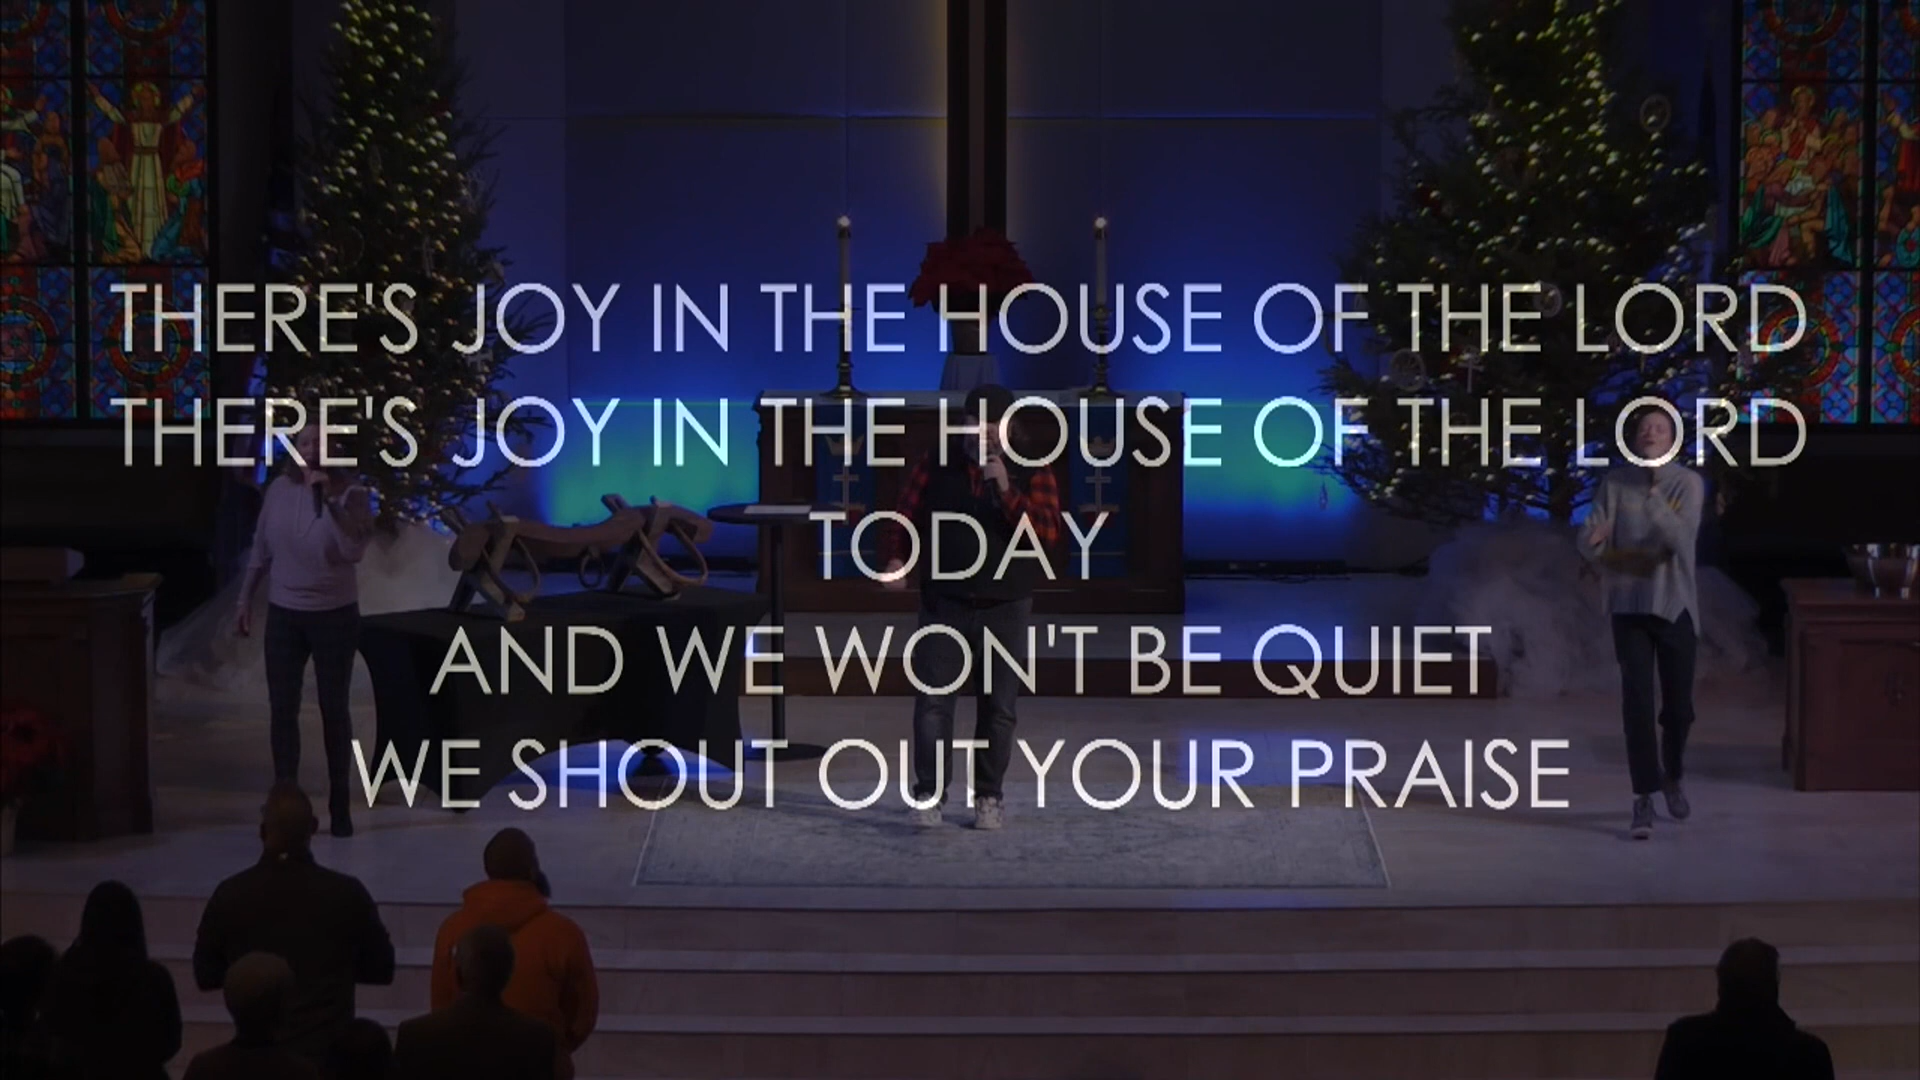 THERE'S JOY IN THE HOUSE OF THE LORD
THERE'S JOY IN THE HOUSE OF THE LORD
TODAY
AND WE WON'T BE QUIET
WE SHOUT OUT YOUR PRAISE